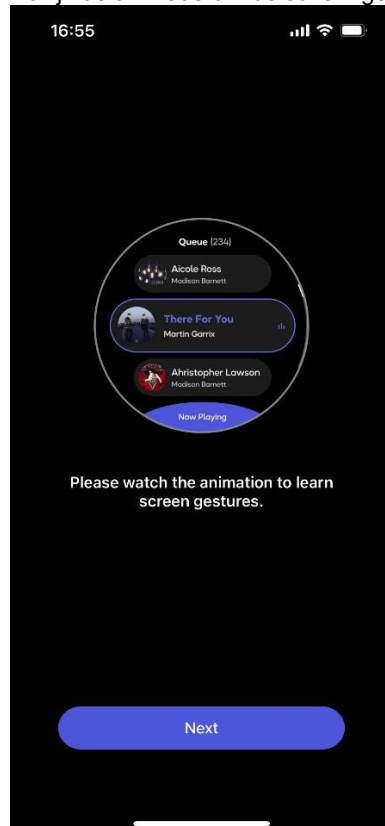 16:55
Queue (234)
Aicole Ross
Madison Barnett
There For You
Martin Garrix
Ahristopher Lawson
Madison Barnett
Now Playing
Please watch the animation to learn
screen gestures.
Next